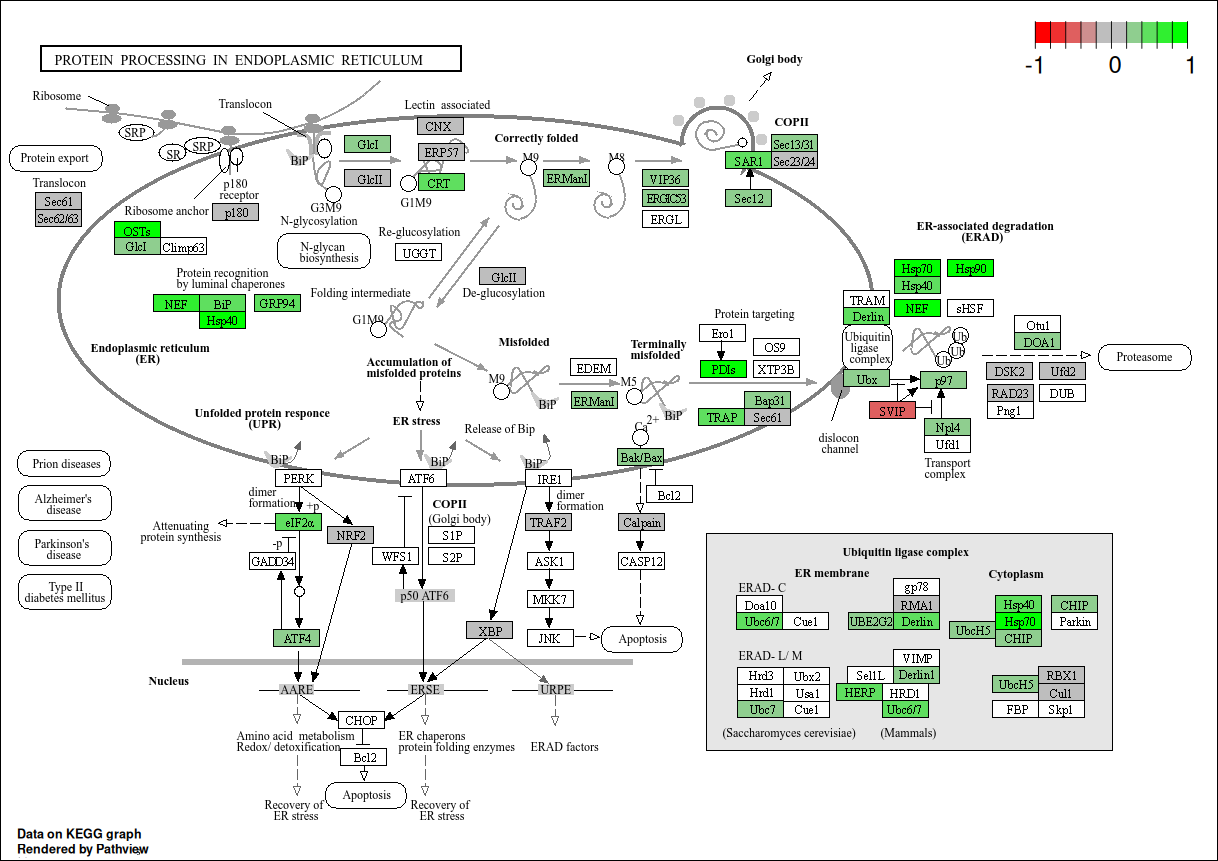 PROTEIN PROCESSING IN ENDOPLASMIC RETICULUM
-1 0 1
Golgi body
Ribosome
Translocon
Lectin associated
COPII
SRP
SR
SRP
BiP
GlcI
GlcII
CNX
ERP57
CRT
G1M9
Correctly folded
M9
M8
ERManI
VIP36
ERGIC53
ERGL
SAR1
Sec13/31
Sec23/24
Sec12
Protein export
Translocon
Sec61
Sec62/63
p180
receptor
Ribosome anchor
p180
G3M9
N-glycosylation
OSTs
GlcI
Climp63
N-glycan
biosynthesis
Re-glucosylation
UGGT
GlcII
De-glucosylation
Protein recognition
by luminal chaperones
NEF
BiP
GRP94
Hsp40
Folding intermediate
G1M9
ER-associated degradation
(ERAD)
Hsp70
Hsp90
Hsp40
NEF
sHSF
TRAM
Derlin
Ubiquitin
ligase
complex
Ub
Ub
Ub
Otu1
DOA1
Proteasome
Ubx
p97
DSK2
Ufd2
RAD23
DUB
Png1
SVIP
Npl4
Ufd1
Transport
complex
dislocon
channel
Endoplasmic reticulum
(ER)
Accumulation of
misfolded proteins
Misfolded
M9
BiP
EDEM
ERManI
Terminally
misfolded
M5
BiP
Protein targeting
Ero1
PDIs
OS9
XTP3B
Bap31
TRAP
Sec61
Unfolded protein responce
(UPR)
ER stress
Release of Bip
Ca 2+
Bak/Bax
Bcl2
BiP
PERK
BiP
ATF6
BiP
IRE1
Prion diseases
Alzheimer's
disease
Parkinson's
disease
Type II
diabetes mellitus
dimer
formation
+p
Attenuating
protein synthesis
eIF2α
-p
GADD34
NRF2
ATF4
COPII
(Golgi body)
S1P
S2P
WFS1
p50 ATF6
dimer
formation
TRAF2
ASK1
MKK7
JNK
XBP
Calpain
CASP12
Apoptosis
Nucleus
AARE
ERSE
URPE
CHOP
Bcl2
Apoptosis
Amino acid metabolism
Redox/ detoxification
ER chaperons
protein folding enzymes
ERAD factors
Recovery of
ER stress
Recovery of
ER stress
Ubiquitin ligase complex
ER membrane
Cytoplasm
ERAD- C
Doa10
Ubc6/7
Cue1
gp78
RMA1
UBE2G2
Derlin
Hsp40
CHIP
Hsp70
Parkin
UbcH5
CHIP
ERAD- L/ M
Hrd3
Ubx2
Hrd1
Usa1
Ubc7
Cue1
VIMP
Sel1L
Derlin1
HERP
HRD1
Ubc6/7
UbcH5
RBX1
Cul1
FBP
Skp1
(Saccharomyces cerevisiae)
(Mammals)
Data on KEGG graph
Rendered by Pathview